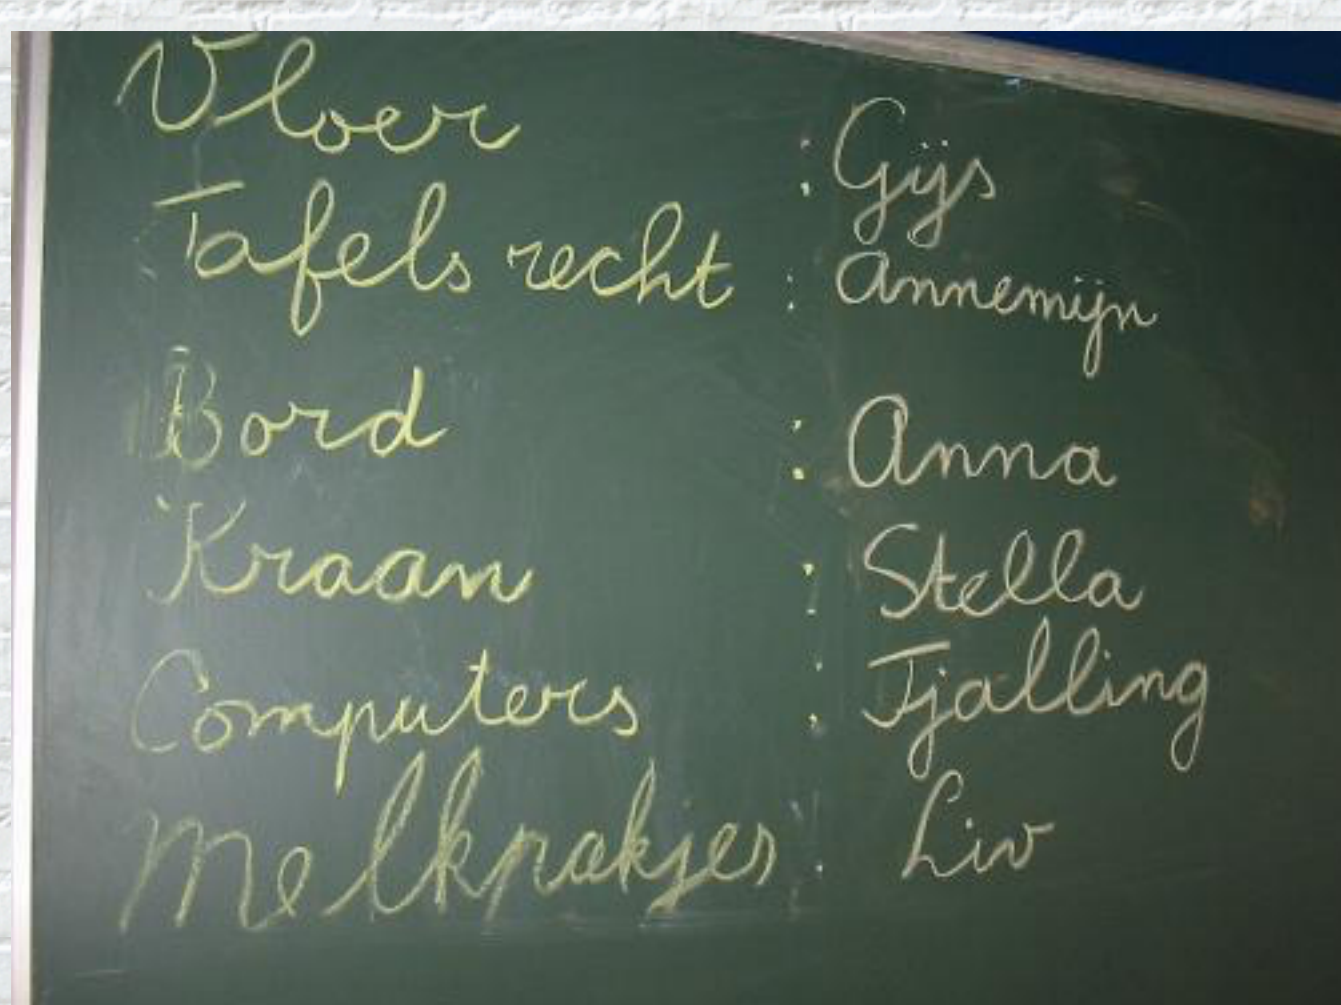 Vloer : Gijs
Tafels recht : Annemijn
Bord : Anna
Kraan : Stella
Computers : Tjalling
Melkpakjes : Liv